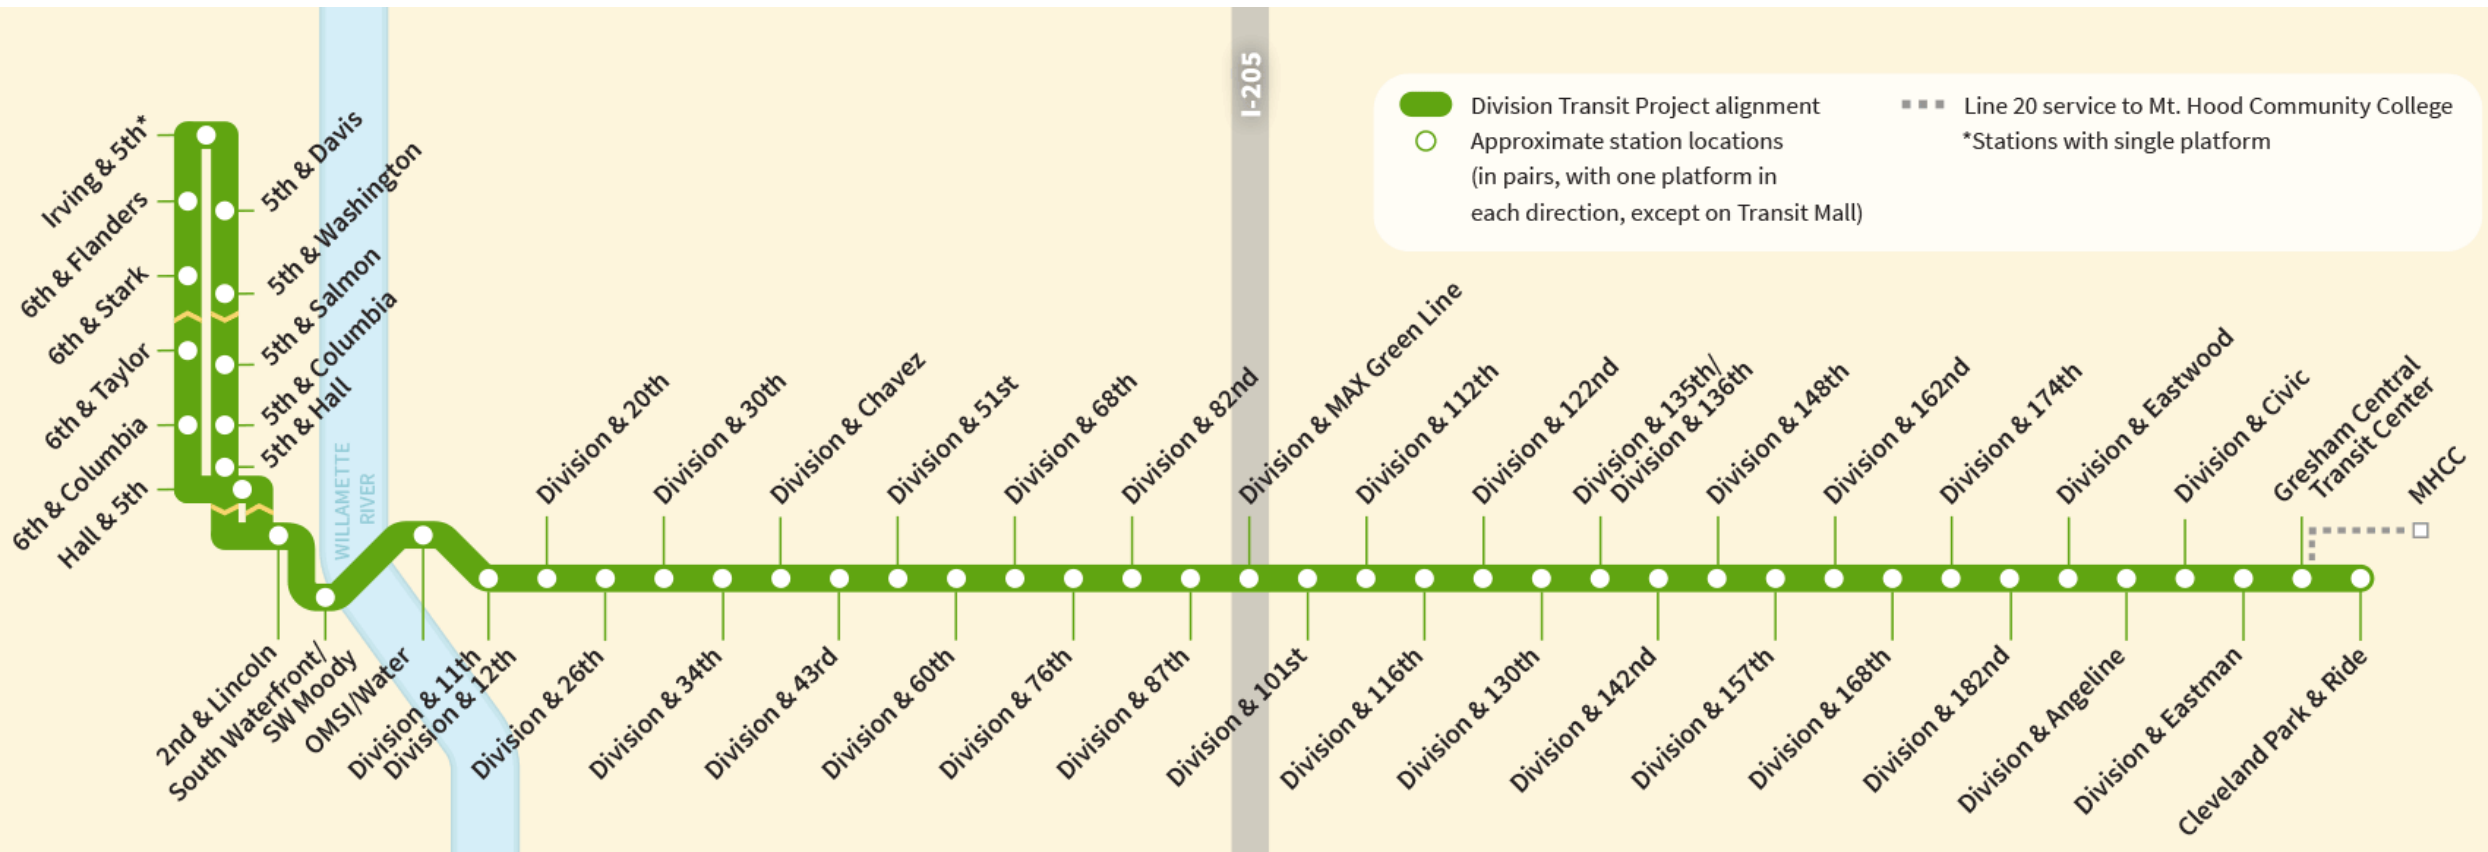 I-205
Division Transit Project alignment
Approximate station locations
(in pairs, with one platform in
each direction, except on Transit Mall)
Line 20 service to Mt. Hood Community College
*Stations with single platform
Irving & 5th*
6th & Flanders
6th & Stark
6th & Taylor
6th & Columbia
Hall & 5th
5th & Davis
5th & Washington
5th & Salmon
5th & Columbia
5th & Hall
WILLAMETTE
RIVER
Division & 20th
Division & 30th
Division & Chavez
Division & 51st
Division & 68th
Division & 82nd
Division & MAX Green Line
Division & 112th
Division & 122nd
Division & 135th/
Division & 136th
Division & 148th
Division & 162nd
Division & 174th
Division & Eastwood
Division & Civic
Gresham Central
Transit Center
MHCC
2nd & Lincoln
South Waterfront/
SW Moody
OMSI/Water
Division & 11th
Division & 12th
Division & 26th
Division & 34th
Division & 43rd
Division & 60th
Division & 76th
Division & 87th
Division & 101st
Division & 116th
Division & 130th
Division & 142nd
Division & 157th
Division & 168th
Division & 182nd
Division & Angeline
Division & Eastman
Cleveland Park & Ride